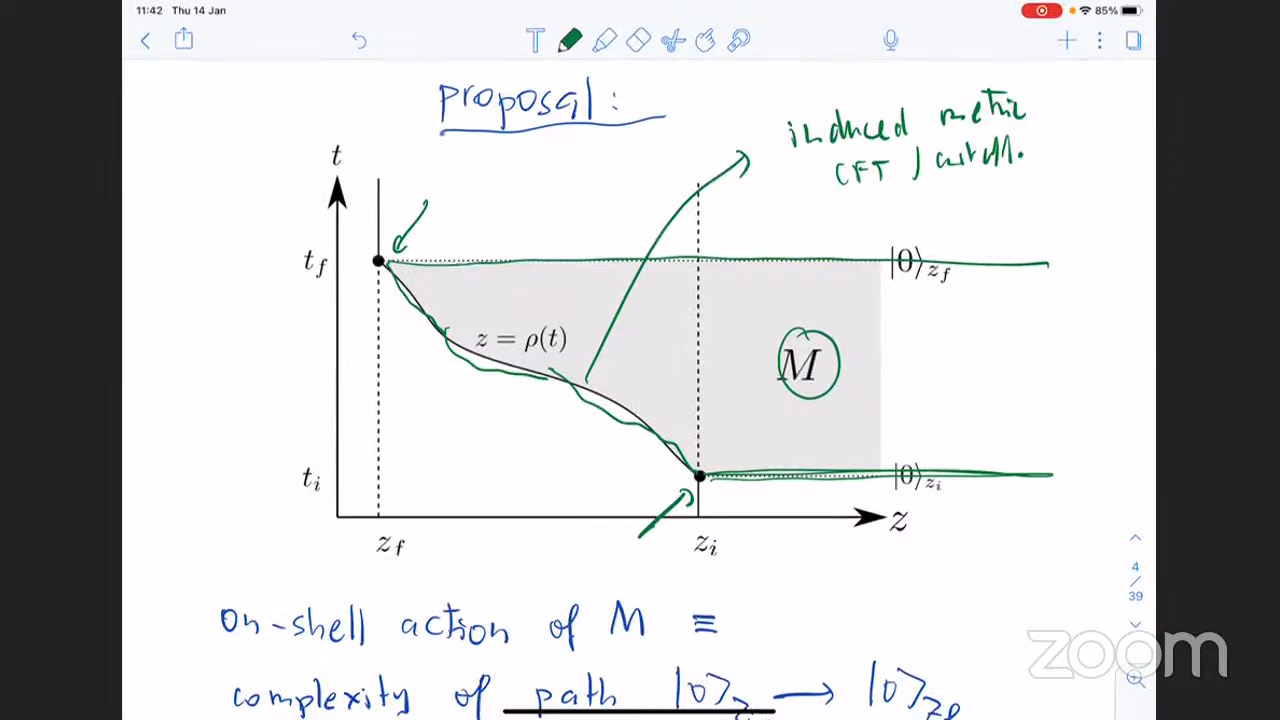 11:42 Thu 14 Jan
85%
T
proposal:
induced metric
CFT / cutoff.
t
t_f
|0⟩_{z_f}
z = ρ(t)
M
t_i
|0⟩_{z_i}
z
z_f
z_i
4
/
39
on-shell action of M ≡
complexity of path |0⟩ → |0⟩
zoom